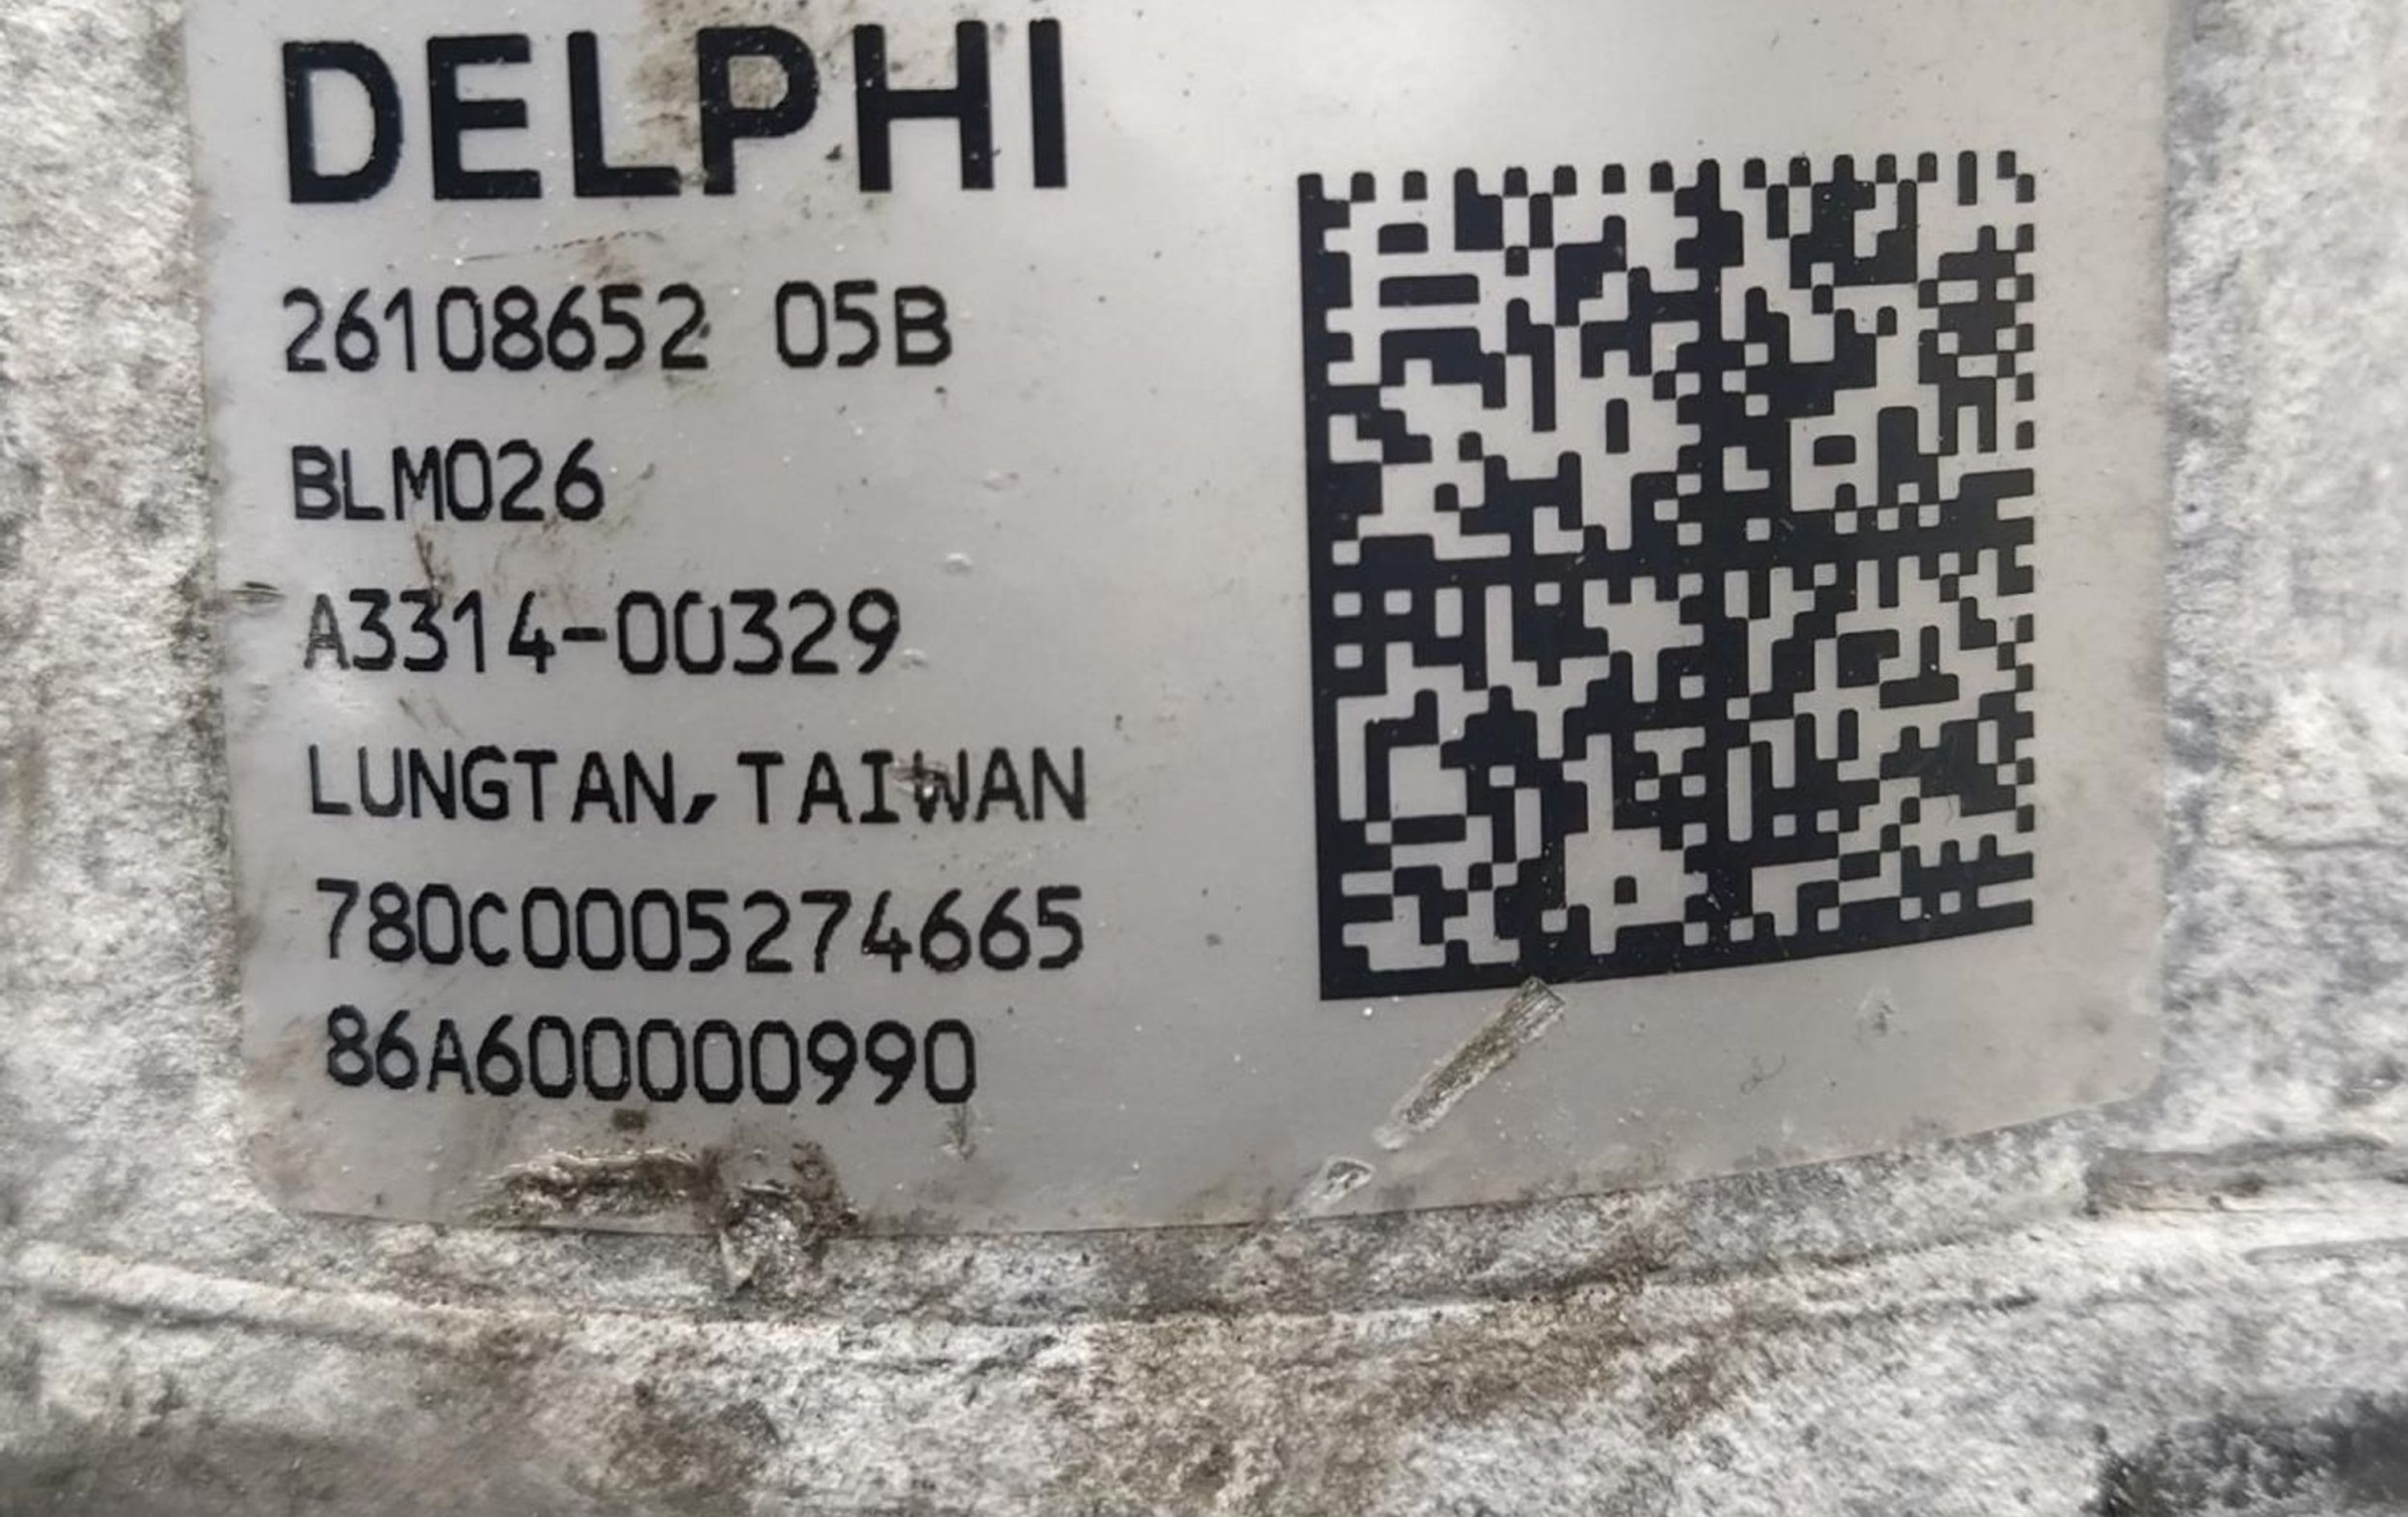 DELPHI
26108652 05B
BLM026
A3314-00329
LUNGTAN, TAIWAN
780C0005274665
86A600000990